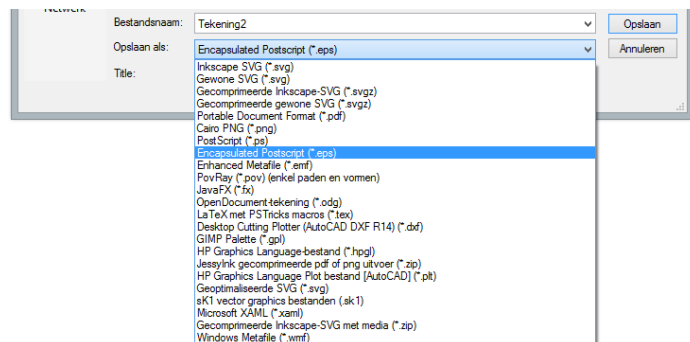 Netwerk
Bestandsnaam: Tekening2 Opslaan
Opslaan als: Encapsulated Postscript (*.eps) Annuleren
Title:
Inkscape SVG (*.svg)
Gewone SVG (*.svg)
Gecomprimeerde Inkscape-SVG (*.svgz)
Gecomprimeerde gewone SVG (*.svgz)
Portable Document Format (*.pdf)
Cairo PNG (*.png)
PostScript (*.ps)
Encapsulated Postscript (*.eps)
Enhanced Metafile (*.emf)
PovRay (*.pov) (enkel paden en vormen)
JavaFX (*.fx)
OpenDocument-tekening (*.odg)
LaTeX met PSTricks macros (*.tex)
Desktop Cutting Plotter (AutoCAD DXF R14) (*.dxf)
GIMP Palette (*.gpl)
HP Graphics Language-bestand (*.hpgl)
JessyInk gecomprimeerde pdf of png uitvoer (*.zip)
HP Graphics Language Plot bestand [AutoCAD] (*.plt)
Geoptimaliseerde SVG (*.svg)
sK1 vector graphics bestanden (.sk1)
Microsoft XAML (*.xaml)
Gecomprimeerde Inkscape-SVG met media (*.zip)
Windows Metafile (*.wmf)